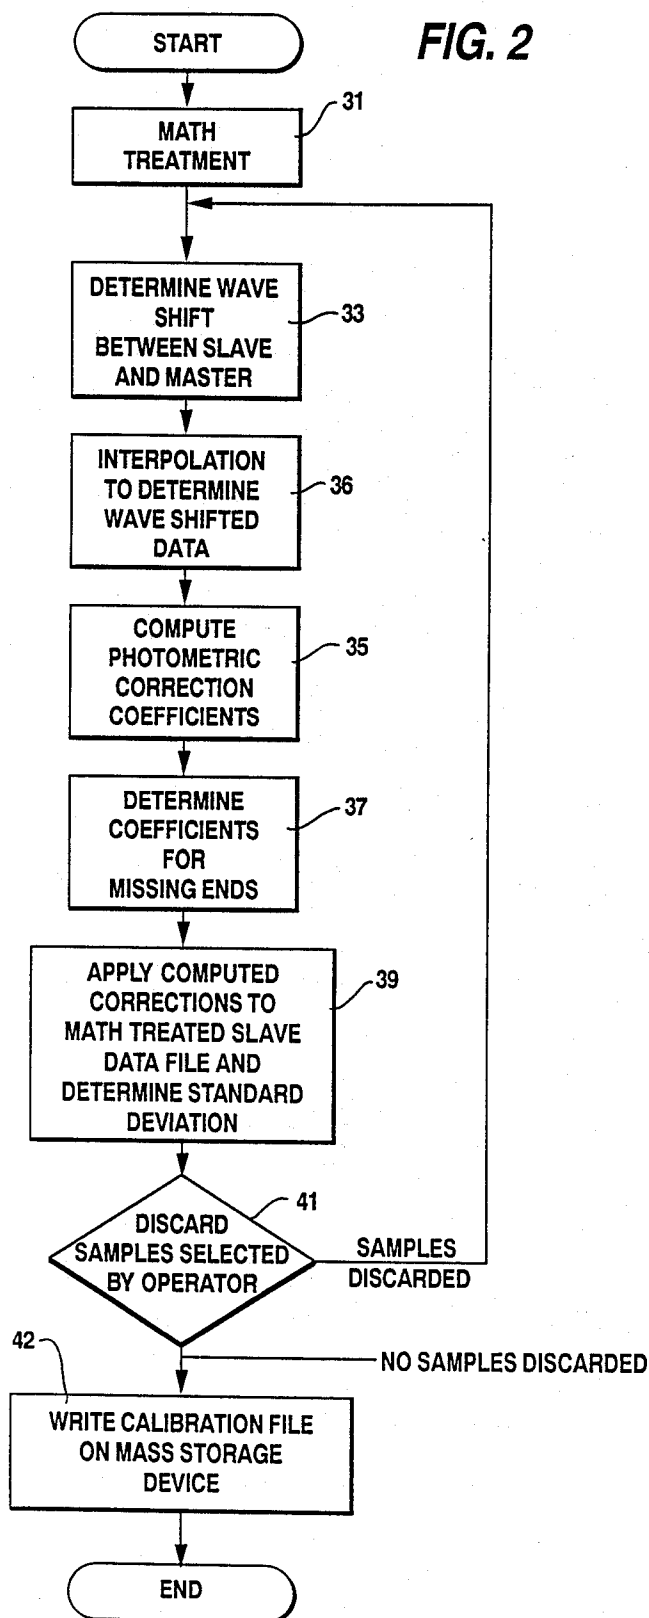 START
FIG. 2
MATH
TREATMENT
31
DETERMINE WAVE
SHIFT
BETWEEN SLAVE
AND MASTER
33
INTERPOLATION
TO DETERMINE
WAVE SHIFTED
DATA
36
COMPUTE
PHOTOMETRIC
CORRECTION
COEFFICIENTS
35
DETERMINE
COEFFICIENTS
FOR
MISSING ENDS
37
APPLY COMPUTED
CORRECTIONS TO
MATH TREATED SLAVE
DATA FILE AND
DETERMINE STANDARD
DEVIATION
39
DISCARD
SAMPLES SELECTED
BY OPERATOR
41
SAMPLES
DISCARDED
NO SAMPLES DISCARDED
42
WRITE CALIBRATION FILE
ON MASS STORAGE
DEVICE
END